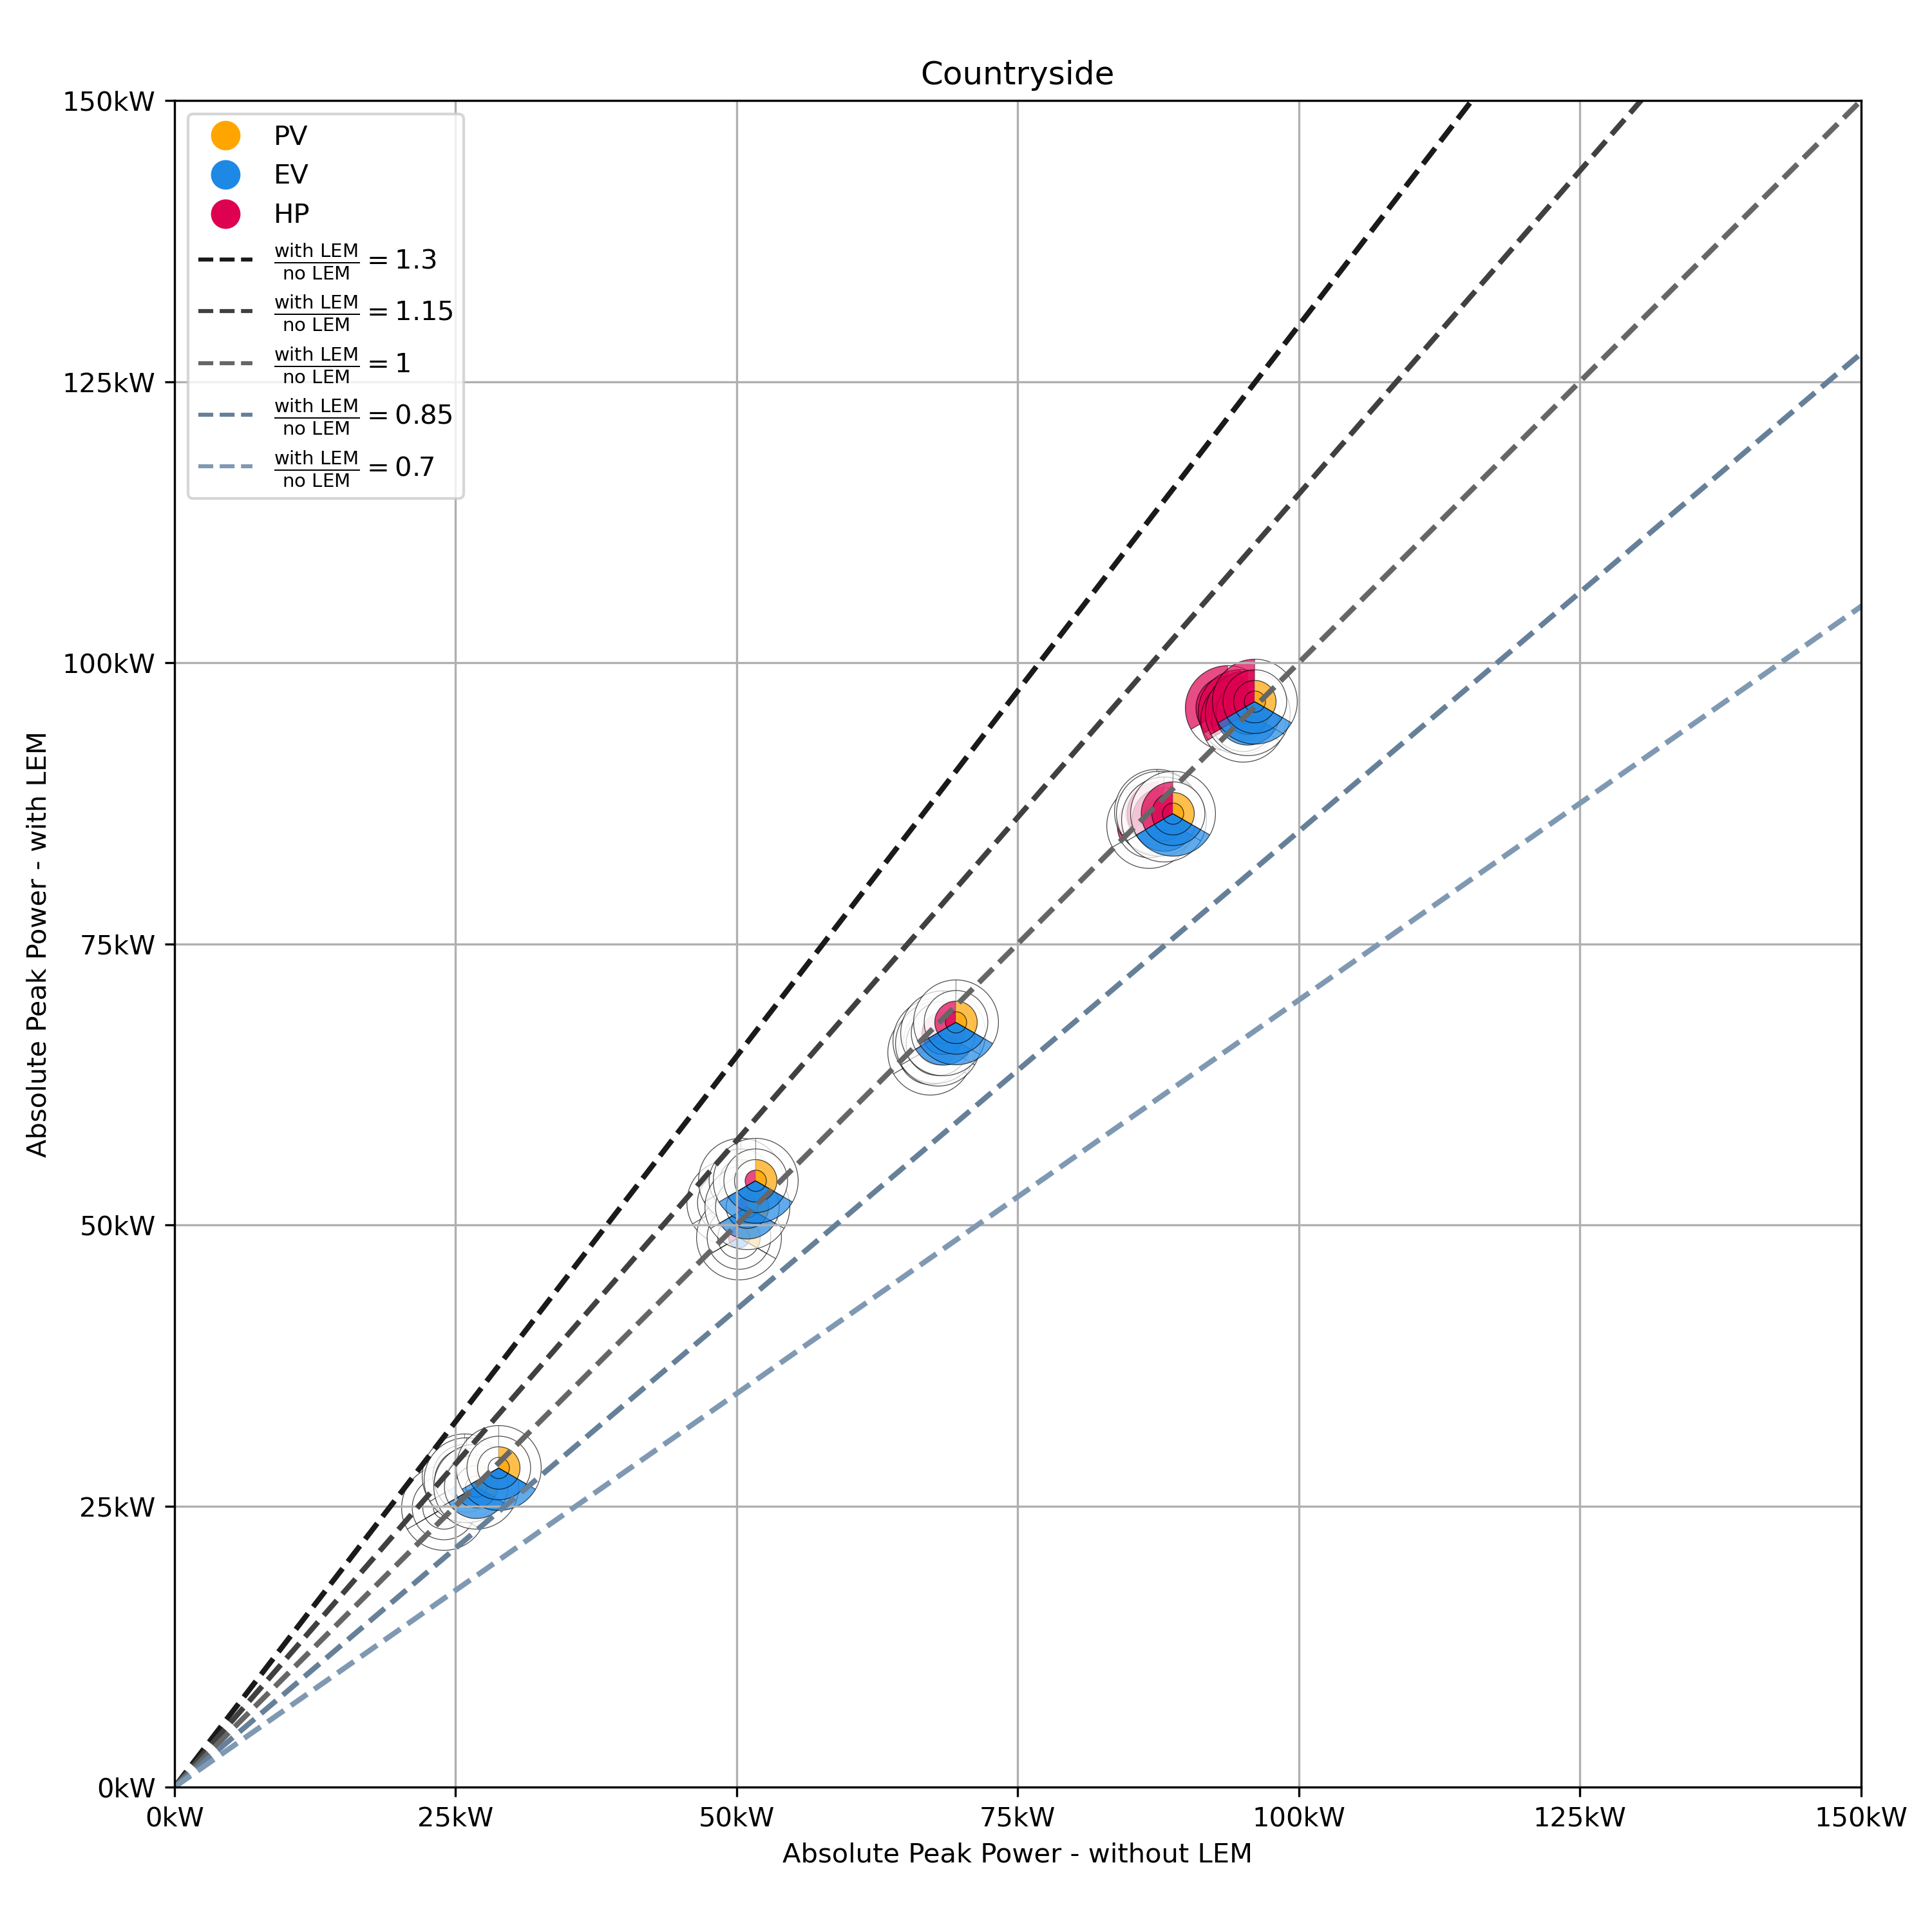 Countryside
150kW
125kW
100kW
75kW
50kW
25kW
0kW
Absolute Peak Power - with LEM
PV
EV
HP
with LEM / no LEM = 1.3
with LEM / no LEM = 1.15
with LEM / no LEM = 1
with LEM / no LEM = 0.85
with LEM / no LEM = 0.7
0kW 25kW 50kW 75kW 100kW 125kW 150kW
Absolute Peak Power - without LEM